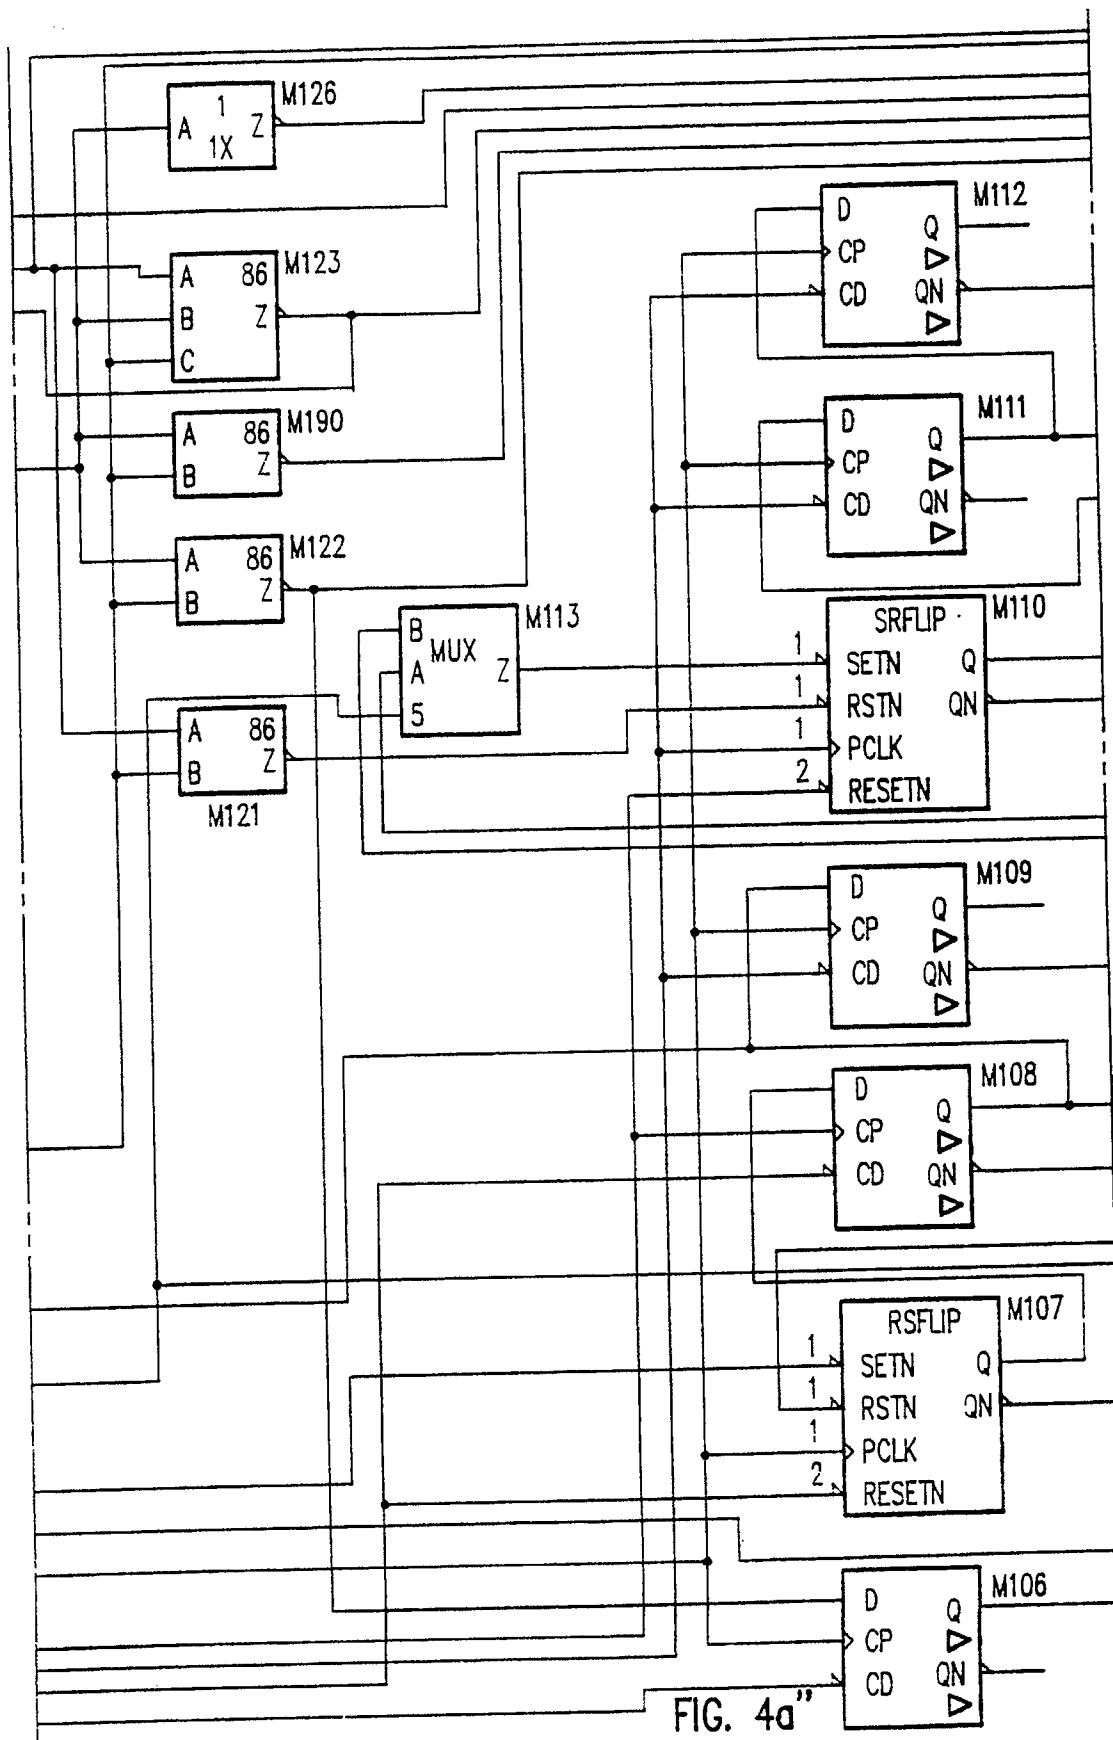 1
A Z
1X
M126
86
A
B Z
C
M123
86
A
B Z
M190
86
A
B Z
M122
86
A
B Z
M121
B
MUX
A Z
5
M113
D
Q
CP
CD QN
M112
D
Q
CP
CD QN
M111
SRFLIP
1 SETN Q
1 RSTN QN
1 PCLK
2 RESETN
M110
D
Q
CP
CD QN
M109
D
Q
CP
CD QN
M108
RSFLIP
1 SETN Q
1 RSTN QN
1 PCLK
2 RESETN
M107
D
Q
CP
CD QN
M106
FIG. 4a"